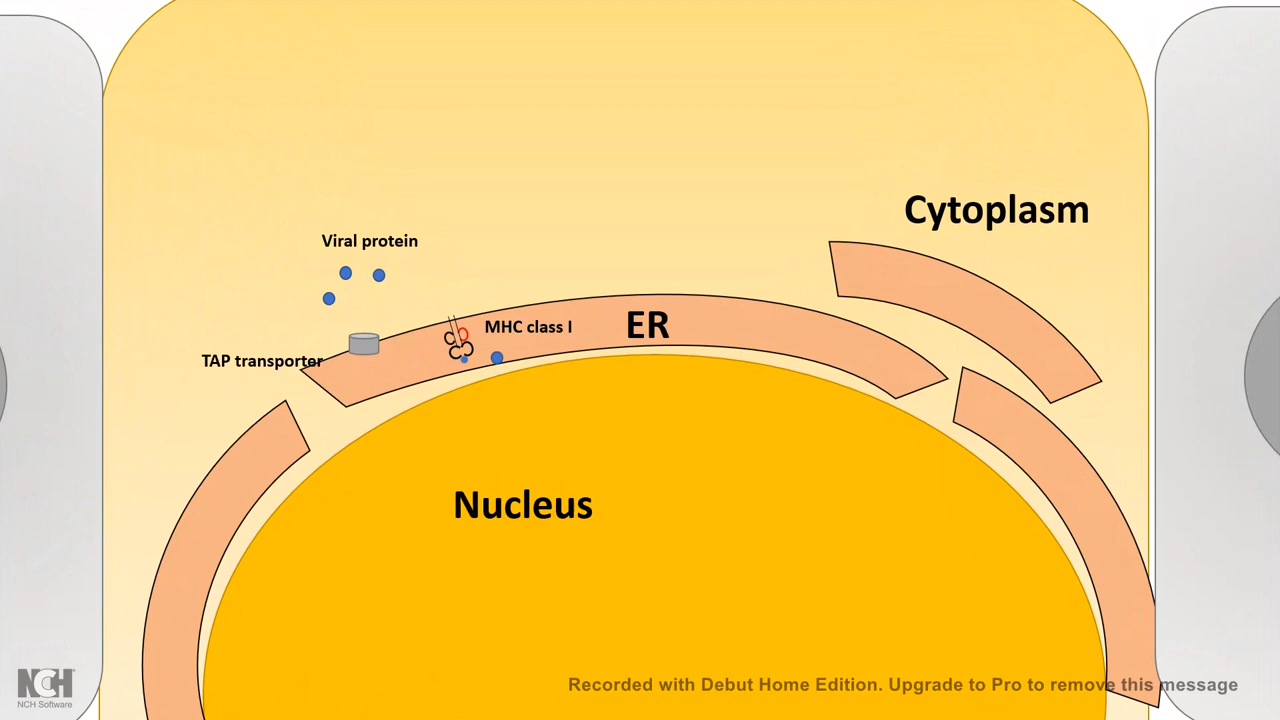 Cytoplasm
Viral protein
MHC class I
ER
TAP transporter
Nucleus
NCH
NCH Software
Recorded with Debut Home Edition. Upgrade to Pro to remove this message